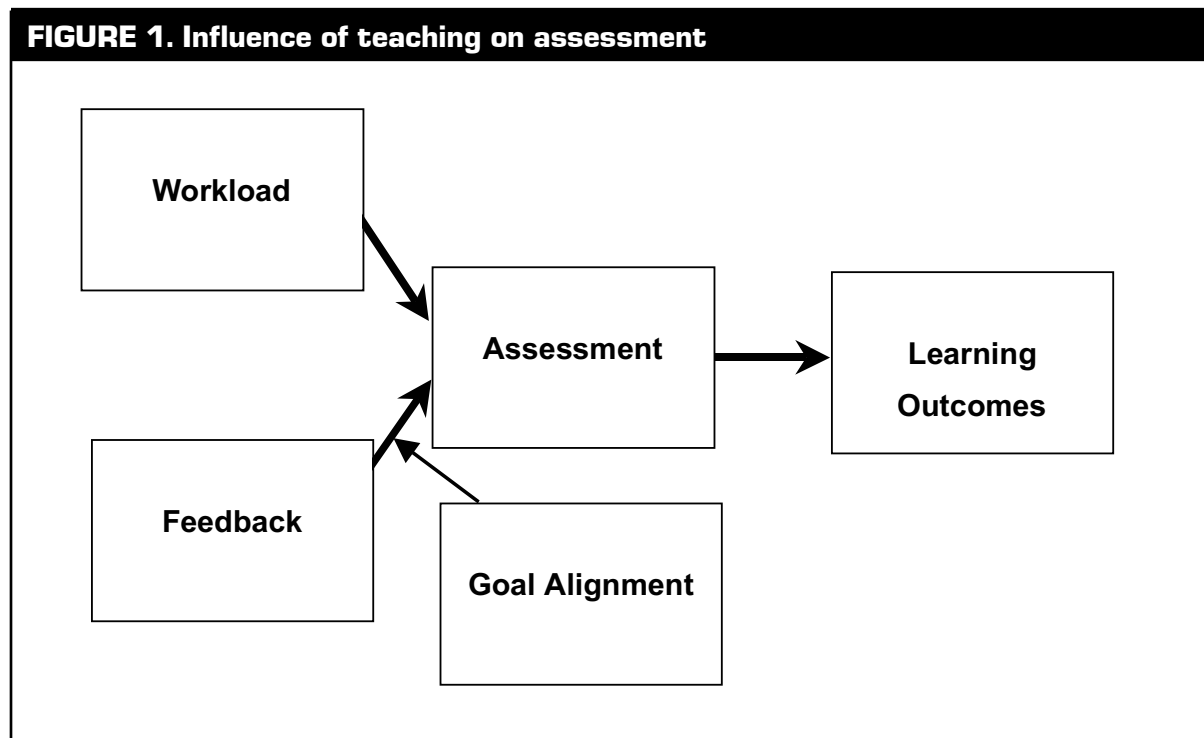 FIGURE 1. Influence of teaching on assessment
Workload
Assessment
Learning
Outcomes
Feedback
Goal Alignment